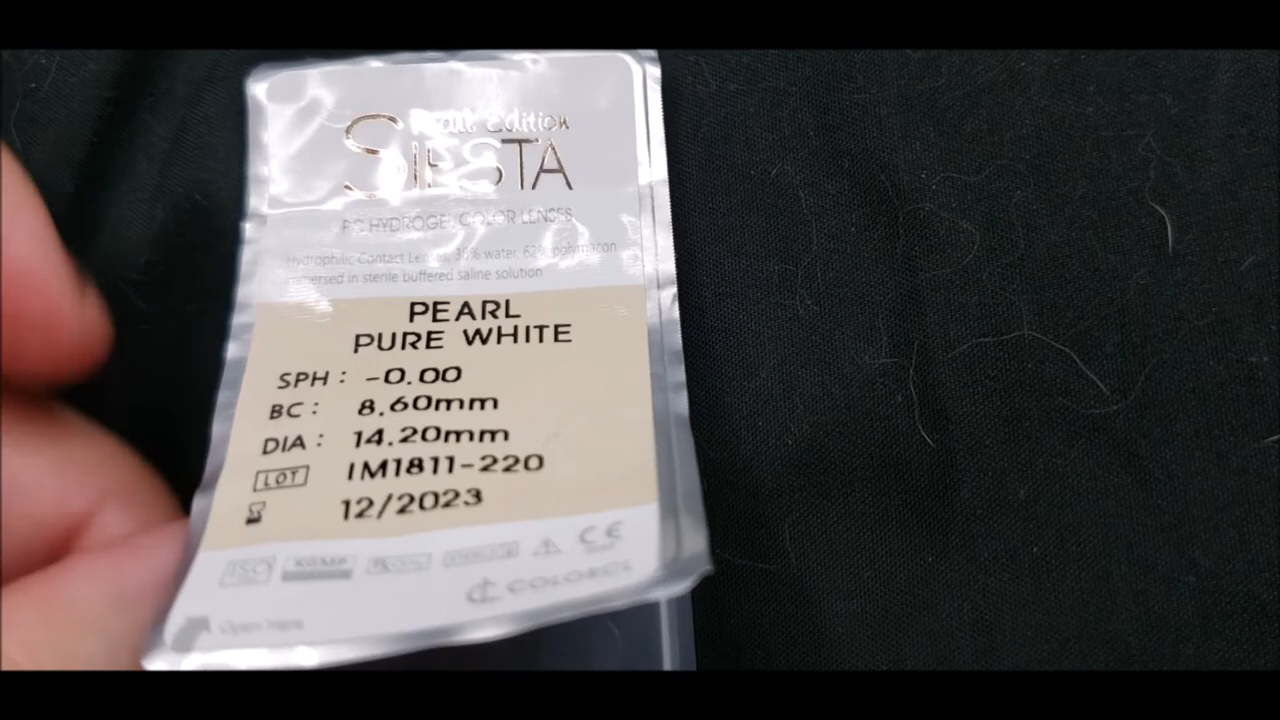 Edition
SIESTA
PC HYDROGEL COLOR LENSES
Hydrophilic Contact Lenses, 38% water, 62% polymacon
immersed in sterile buffered saline solution
PEARL
PURE WHITE
SPH : -0.00
BC : 8.60mm
DIA : 14.20mm
LOT IM1811-220
12/2023
ISO KGMP CE
Open Here